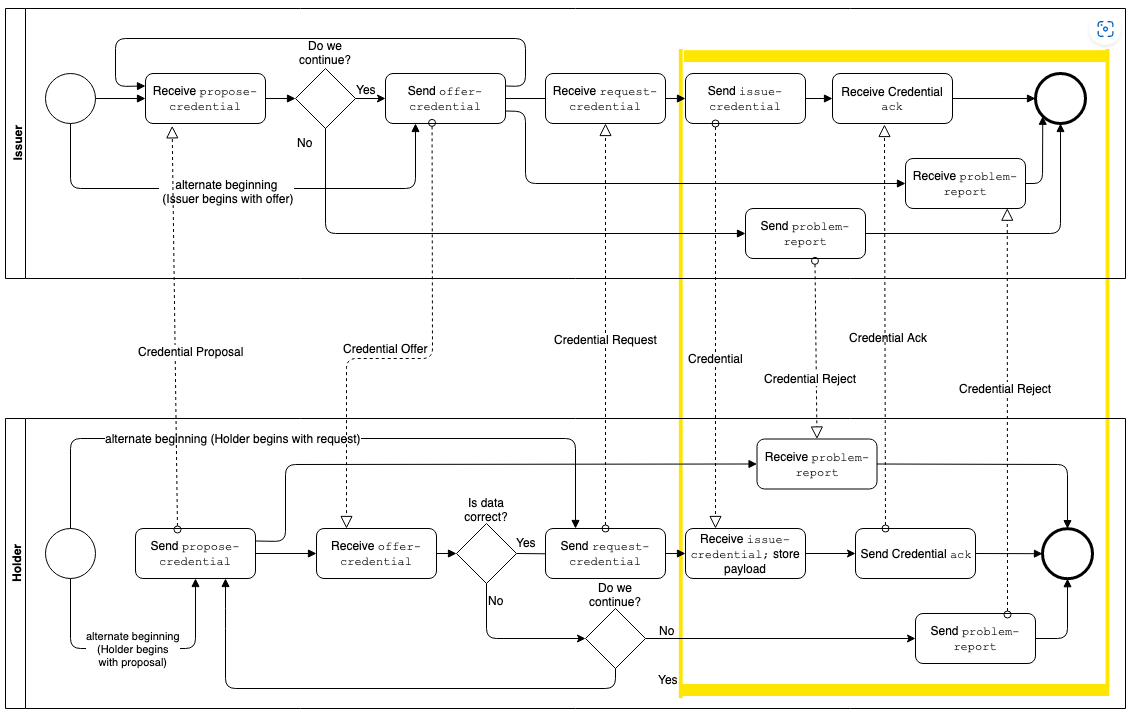 Issuer
Do we
continue?
Receive propose-
credential
Yes
Send offer-
credential
Receive request-
credential
Send issue-
credential
Receive Credential
ack
No
alternate beginning
(Issuer begins with offer)
Receive problem-
report
Send problem-
report
Credential Proposal
Credential Offer
Credential Request
Credential
Credential Reject
Credential Ack
Credential Reject
Holder
alternate beginning (Holder begins with request)
Receive problem-
report
Is data
correct?
Send propose-
credential
Receive offer-
credential
Yes
Send request-
credential
Receive issue-
credential; store
payload
Send Credential ack
No
Do we
continue?
alternate beginning
(Holder begins
with proposal)
No
Send problem-
report
Yes